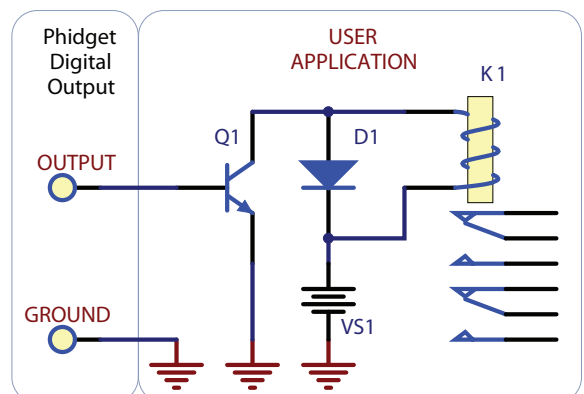 Phidget
Digital
Output
USER
APPLICATION
K1
Q1
D1
OUTPUT
GROUND
VS1